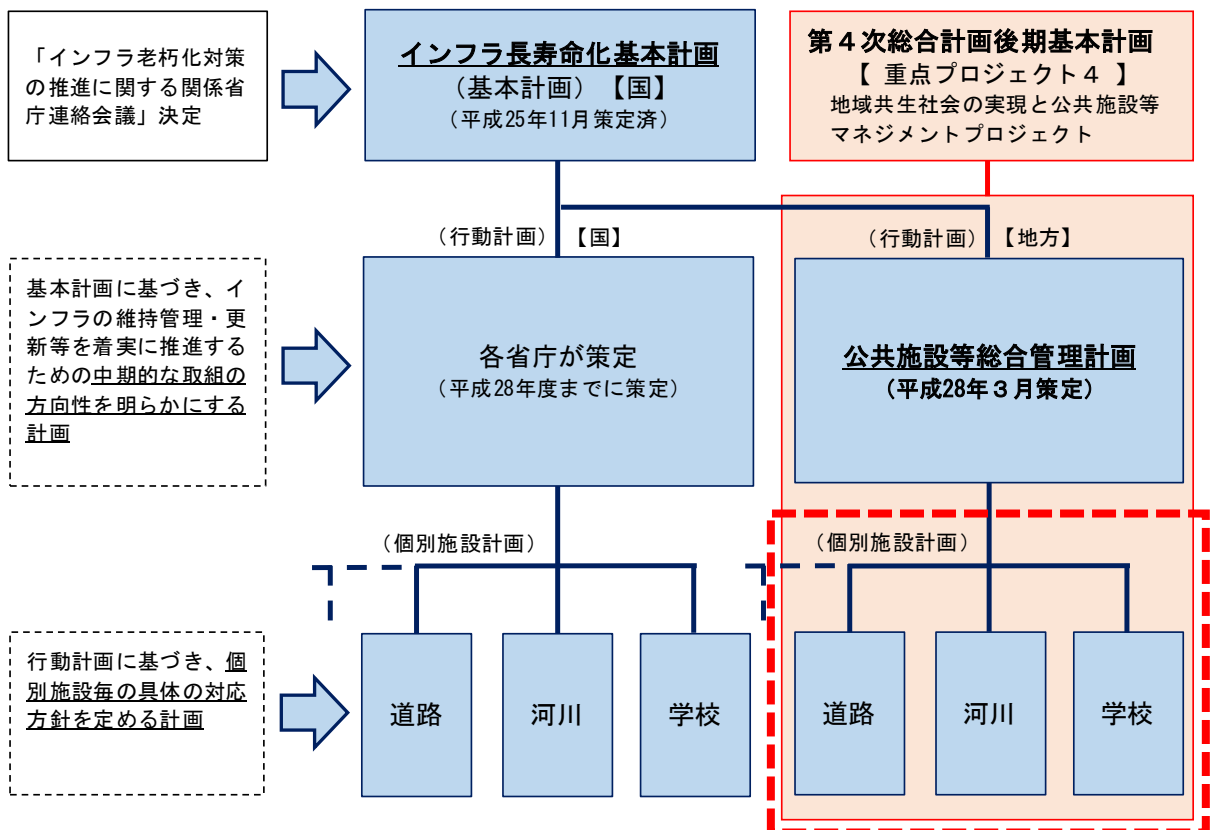 「インフラ老朽化対策
の推進に関する関係省
庁連絡会議」決定
インフラ長寿命化基本計画
（基本計画）【国】
（平成25年11月策定済）
第４次総合計画後期基本計画
【 重点プロジェクト４ 】
地域共生社会の実現と公共施設等
マネジメントプロジェクト
（行動計画）【国】
（行動計画）【地方】
基本計画に基づき、イ
ンフラの維持管理・更
新等を着実に推進する
ための中期的な取組の
方向性を明らかにする
計画
各省庁が策定
（平成28年度までに策定）
公共施設等総合管理計画
（平成28年３月策定）
（個別施設計画）
（個別施設計画）
行動計画に基づき、個
別施設毎の具体の対応
方針を定める計画
道路
河川
学校
道路
河川
学校